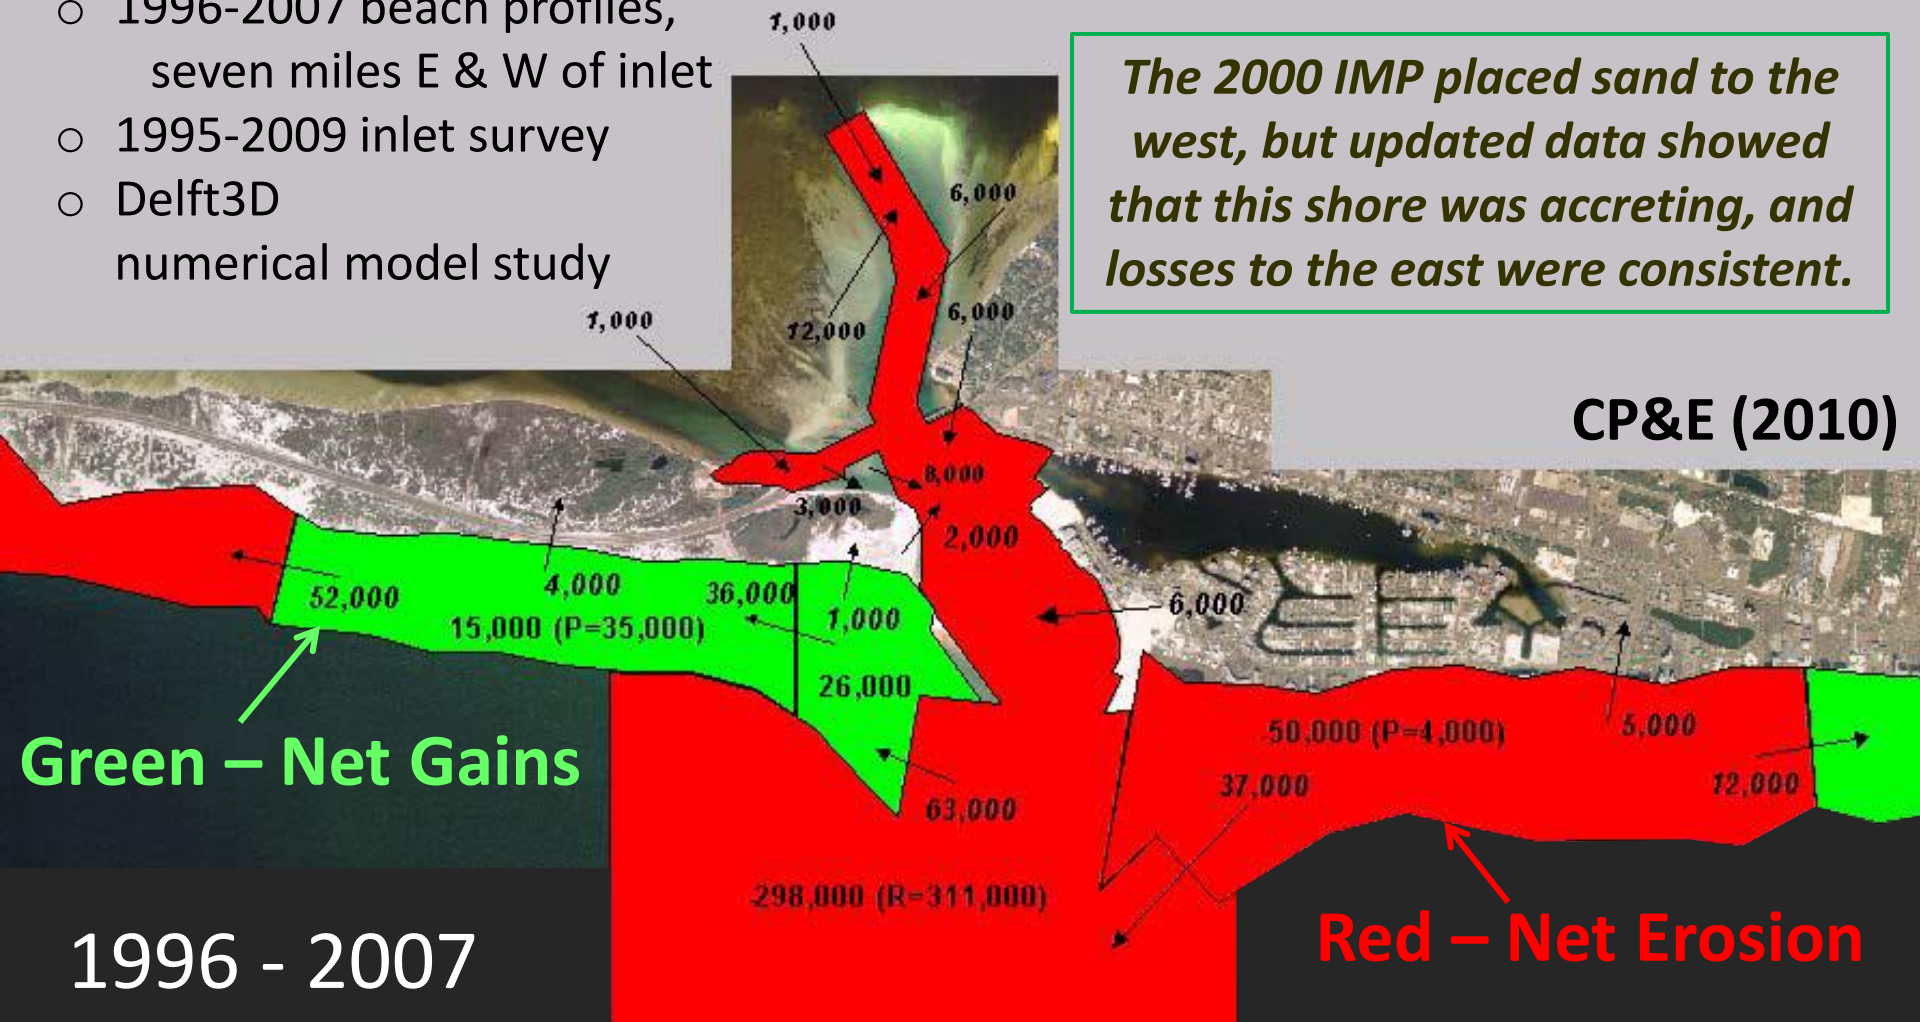 ○ 1996-2007 beach profiles,
seven miles E & W of inlet
○ 1995-2009 inlet survey
○ Delft3D
numerical model study
The 2000 IMP placed sand to the
west, but updated data showed
that this shore was accreting, and
losses to the east were consistent.
CP&E (2010)
1,000
6,000
12,000
6,000
1,000
8,000
3,000
2,000
52,000
4,000
36,000
15,000 (P=35,000)
1,000
6,000
26,000
63,000
-50,000 (P=4,000)
5,000
37,000
12,000
-298,000 (R=311,000)
Green – Net Gains
Red – Net Erosion
1996 - 2007